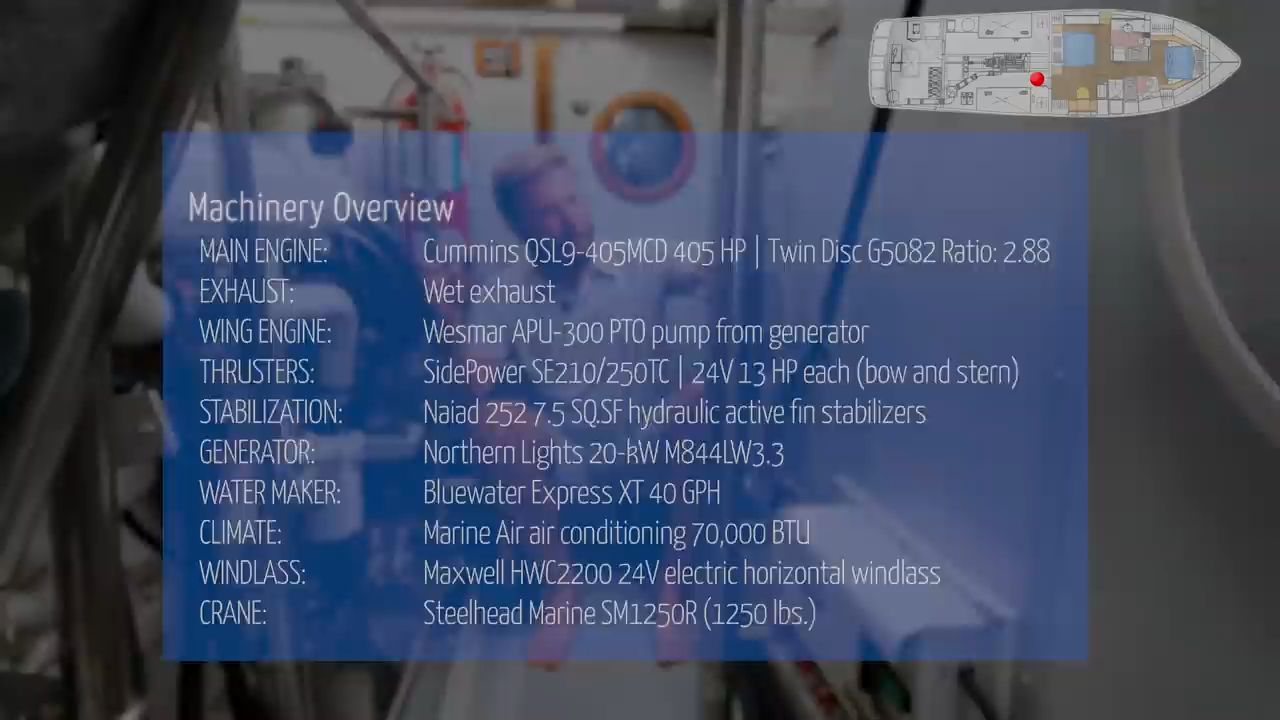 Machinery Overview
MAIN ENGINE: Cummins QSL9-405MCD 405 HP | Twin Disc G5082 Ratio: 2.88
EXHAUST: Wet exhaust
WING ENGINE: Wesmar APU-300 PTO pump from generator
THRUSTERS: SidePower SE210/250TC | 24V 13 HP each (bow and stern)
STABILIZATION: Naiad 252 7.5 SQ.SF hydraulic active fin stabilizers
GENERATOR: Northern Lights 20-kW M844LW3.3
WATER MAKER: Bluewater Express XT 40 GPH
CLIMATE: Marine Air air conditioning 70,000 BTU
WINDLASS: Maxwell HWC2200 24V electric horizontal windlass
CRANE: Steelhead Marine SM1250R (1250 lbs.)